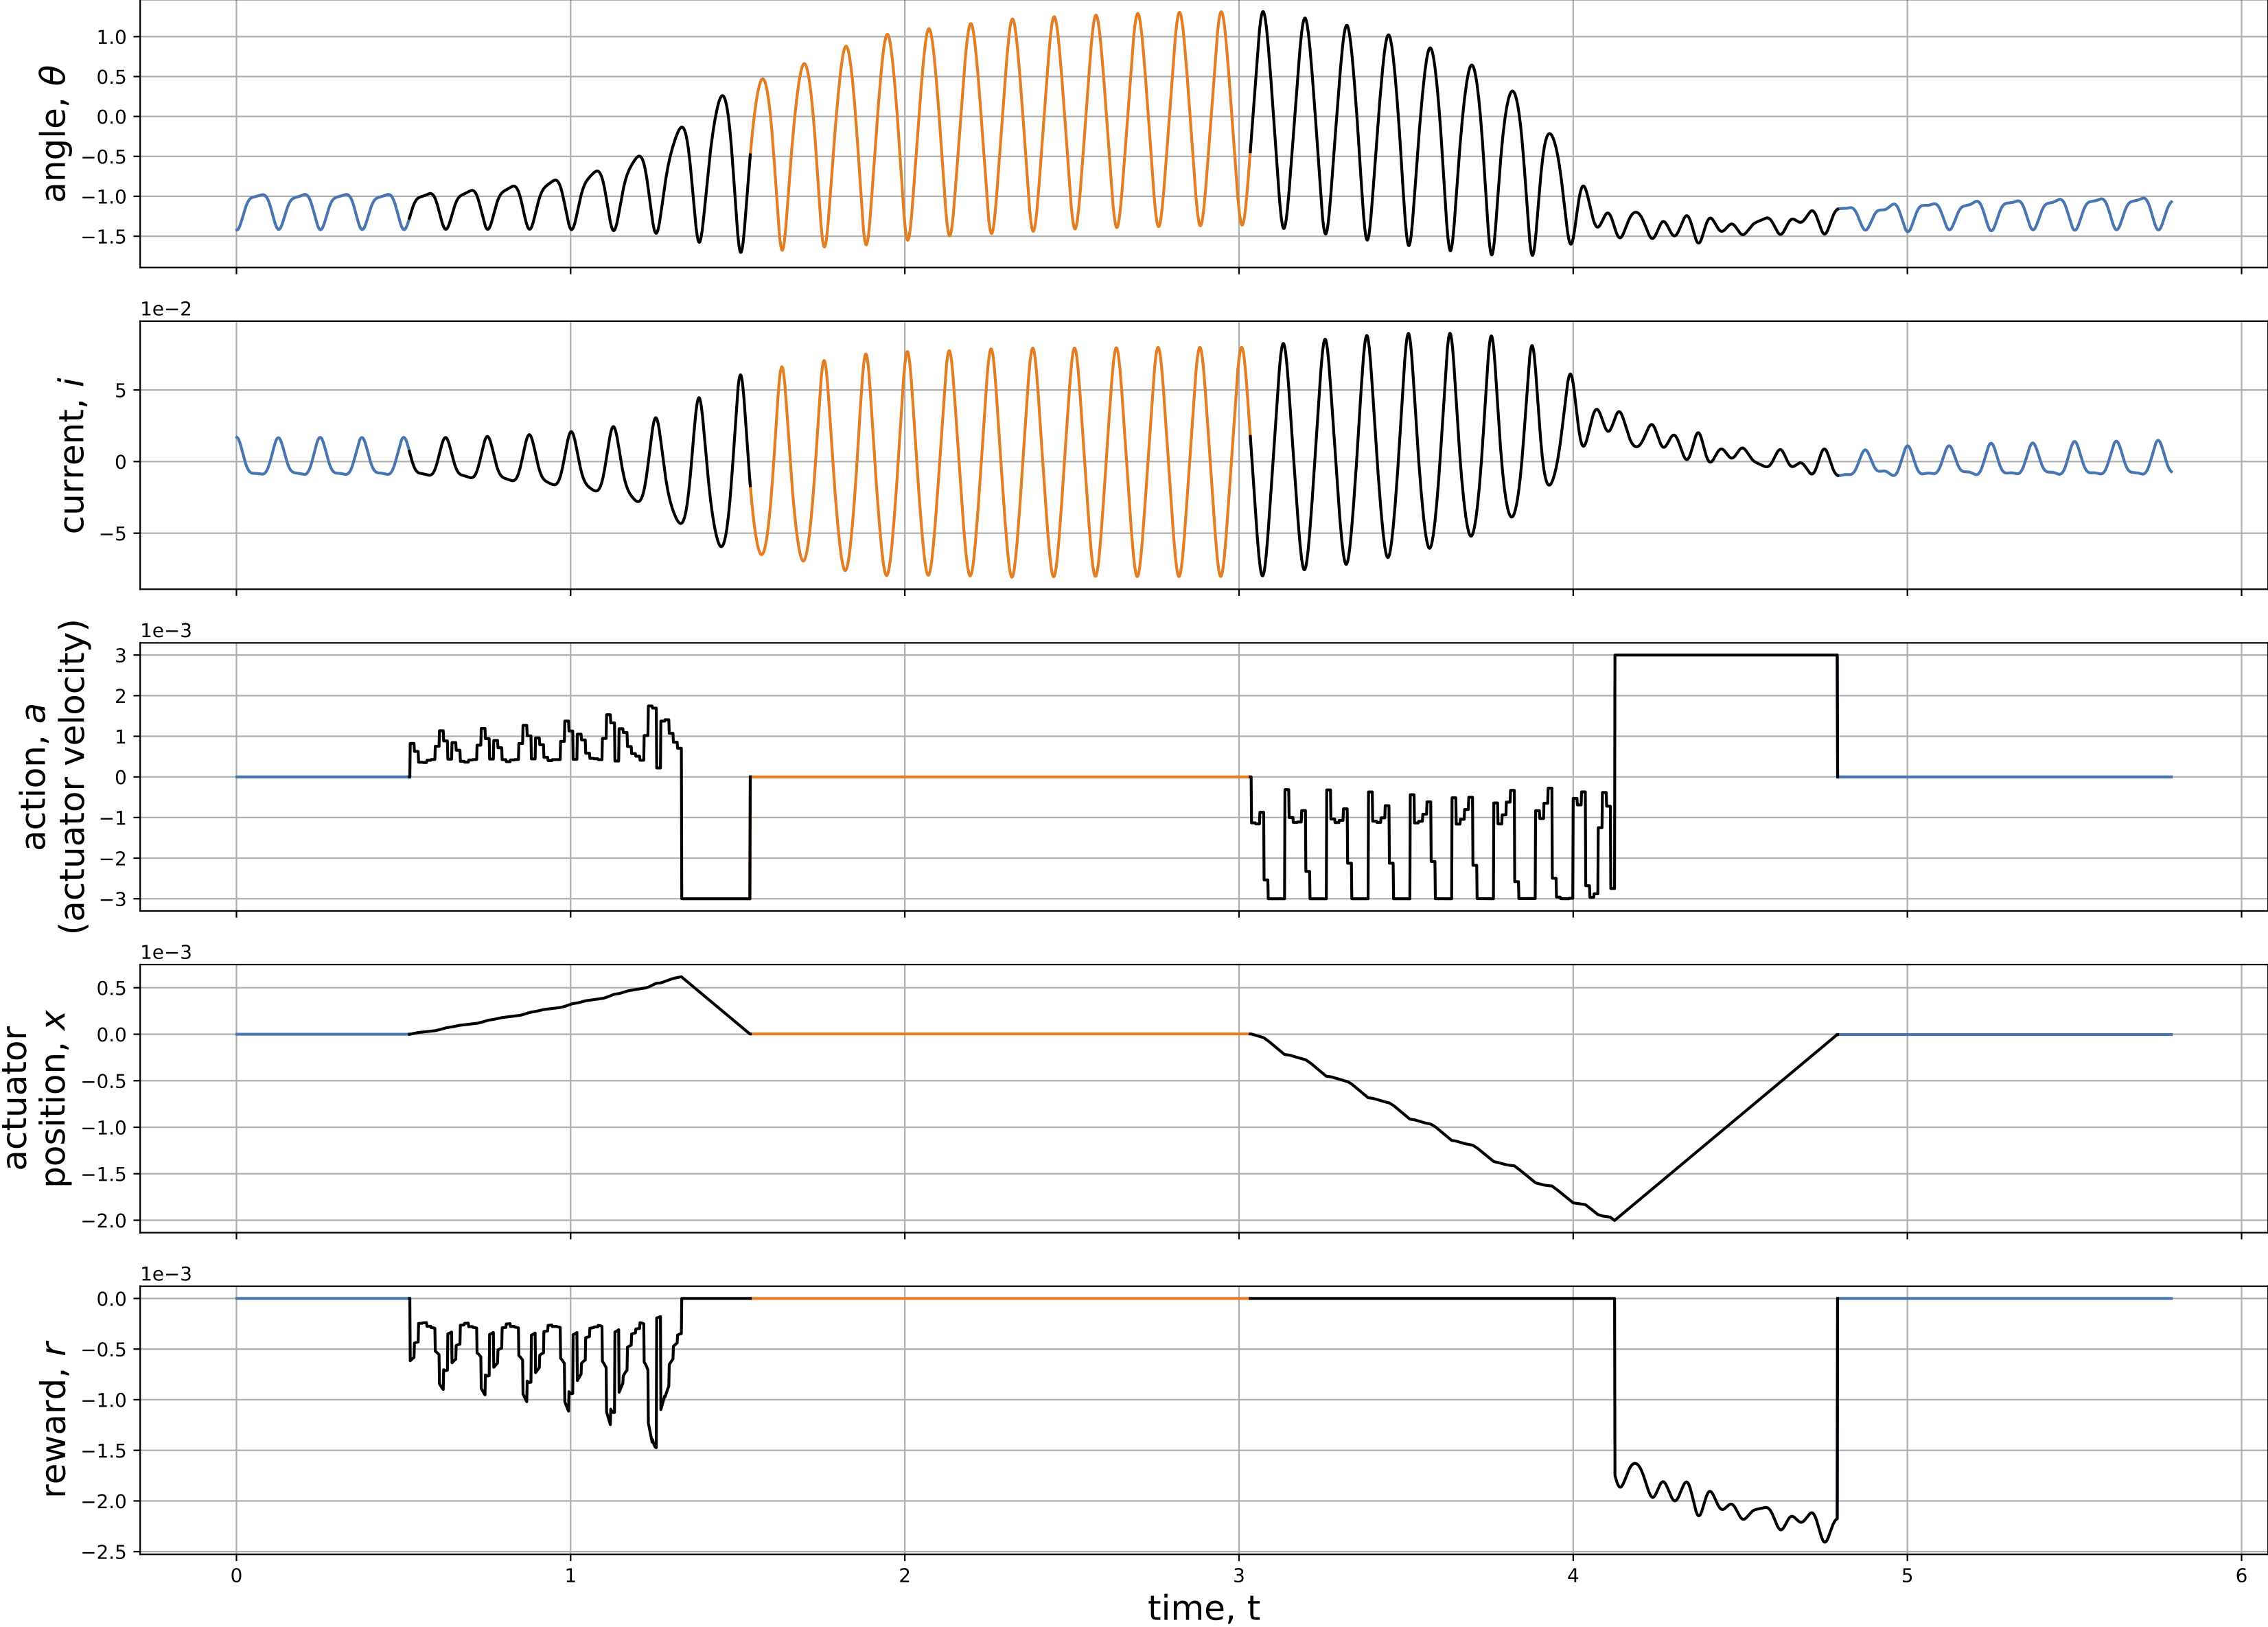 angle, θ
1.0
0.5
0.0
−0.5
−1.0
−1.5
1e−2
current, i
5
0
−5
1e−3
action, a
(actuator velocity)
3
2
1
0
−1
−2
−3
1e−3
actuator
position, x
0.5
0.0
−0.5
−1.0
−1.5
−2.0
1e−3
reward, r
0.0
−0.5
−1.0
−1.5
−2.0
−2.5
0 1 2 3 4 5 6
time, t